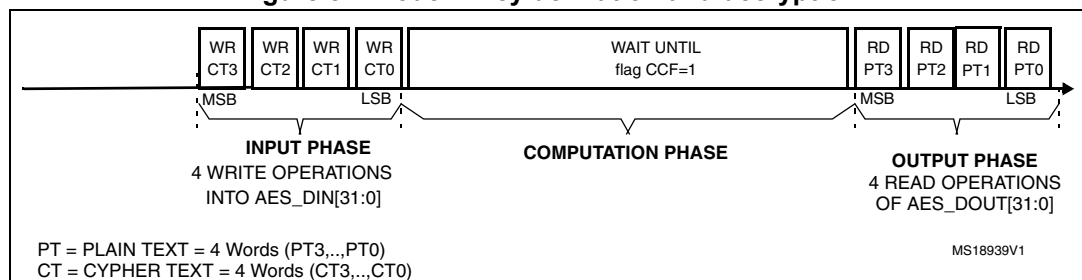 WR CT3 WR CT2 WR CT1 WR CT0 WAIT UNTIL flag CCF=1 RD PT3 RD PT2 RD PT1 RD PT0
MSB LSB MSB LSB
INPUT PHASE
4 WRITE OPERATIONS
INTO AES_DIN[31:0]
COMPUTATION PHASE
OUTPUT PHASE
4 READ OPERATIONS
OF AES_DOUT[31:0]
PT = PLAIN TEXT = 4 Words (PT3,..,PT0)
CT = CYPHER TEXT = 4 Words (CT3,..,CT0)
MS18939V1